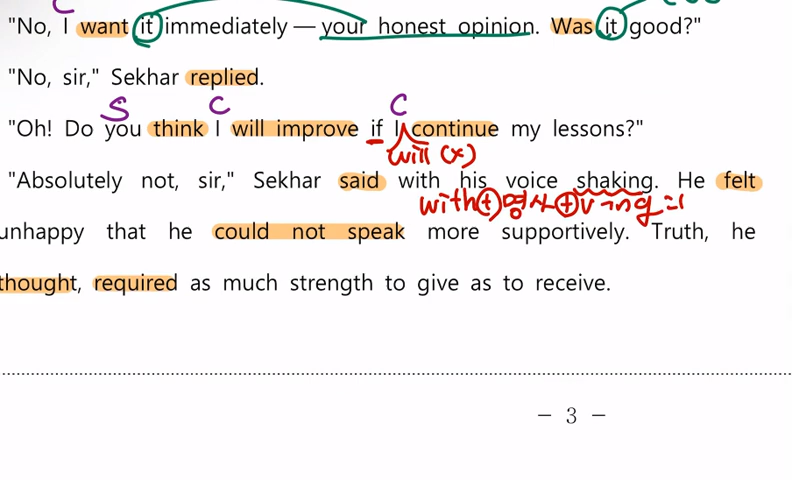 C
"No, I want it immediately — your honest opinion. Was it good?"
"No, sir," Sekhar replied.
S C C
"Oh! Do you think I will improve if I continue my lessons?"
will (x)
"Absolutely not, sir," Sekhar said with his voice shaking. He felt
with + 명사 + Ving =1
unhappy that he could not speak more supportively. Truth, he
thought, required as much strength to give as to receive.
- 3 -